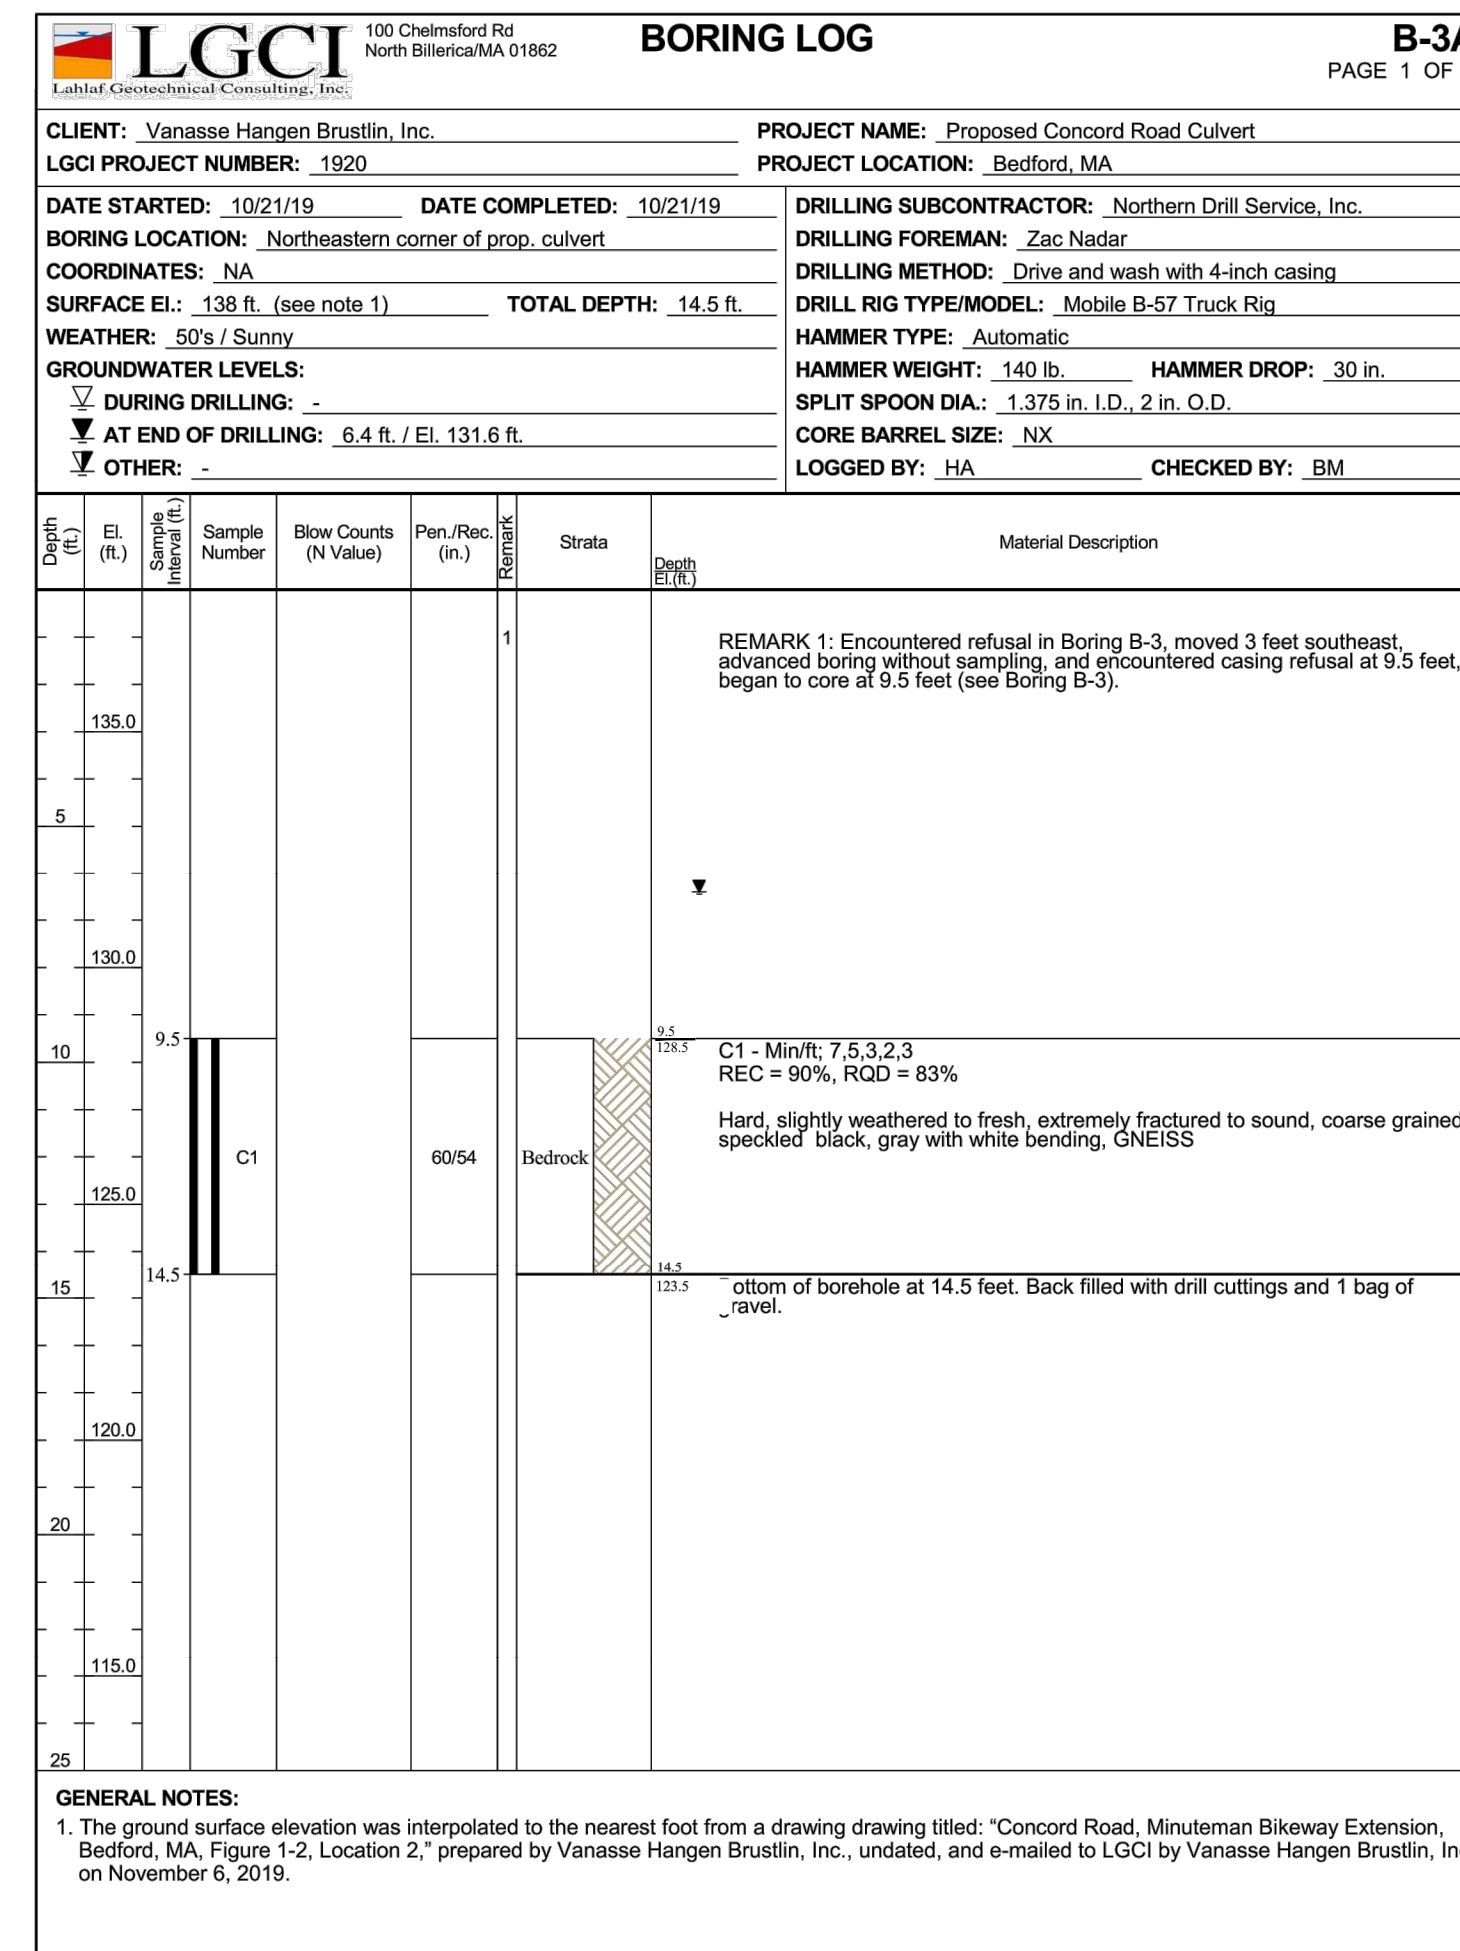 LGCI
Lahlaf Geotechnical Consulting, Inc.
100 Chelmsford Rd
North Billerica/MA 01862
BORING LOG
B-3A
PAGE 1 OF
CLIENT: Vanasse Hangen Brustlin, Inc.
PROJECT NAME: Proposed Concord Road Culvert
LGCI PROJECT NUMBER: 1920
PROJECT LOCATION: Bedford, MA
DATE STARTED: 10/21/19 DATE COMPLETED: 10/21/19
BORING LOCATION: Northeastern corner of prop. culvert
COORDINATES: NA
SURFACE El.: 138 ft. (see note 1) TOTAL DEPTH: 14.5 ft.
WEATHER: 50's / Sunny
GROUNDWATER LEVELS:
DURING DRILLING: -
AT END OF DRILLING: 6.4 ft. / El. 131.6 ft.
OTHER: -
DRILLING SUBCONTRACTOR: Northern Drill Service, Inc.
DRILLING FOREMAN: Zac Nadar
DRILLING METHOD: Drive and wash with 4-inch casing
DRILL RIG TYPE/MODEL: Mobile B-57 Truck Rig
HAMMER TYPE: Automatic
HAMMER WEIGHT: 140 lb. HAMMER DROP: 30 in.
SPLIT SPOON DIA.: 1.375 in. I.D., 2 in. O.D.
CORE BARREL SIZE: NX
LOGGED BY: HA CHECKED BY: BM
Depth (ft.)
El. (ft.)
Sample Interval (ft.)
Sample Number
Blow Counts (N Value)
Pen./Rec. (in.)
Remark
Strata
Depth El.(ft.)
Material Description
1
REMARK 1: Encountered refusal in Boring B-3, moved 3 feet southeast,
advanced boring without sampling, and encountered casing refusal at 9.5 feet,
began to core at 9.5 feet (see Boring B-3).
135.0
5
130.0
9.5
9.5
128.5
10
C1 - Min/ft; 7,5,3,2,3
REC = 90%, RQD = 83%
Hard, slightly weathered to fresh, extremely fractured to sound, coarse grained
speckled black, gray with white bending, GNEISS
C1
60/54
Bedrock
125.0
14.5
14.5
123.5
15
ottom of borehole at 14.5 feet. Back filled with drill cuttings and 1 bag of
ravel.
120.0
20
115.0
25
GENERAL NOTES:
1. The ground surface elevation was interpolated to the nearest foot from a drawing drawing titled: “Concord Road, Minuteman Bikeway Extension,
Bedford, MA, Figure 1-2, Location 2,” prepared by Vanasse Hangen Brustlin, Inc., undated, and e-mailed to LGCI by Vanasse Hangen Brustlin, In
on November 6, 2019.